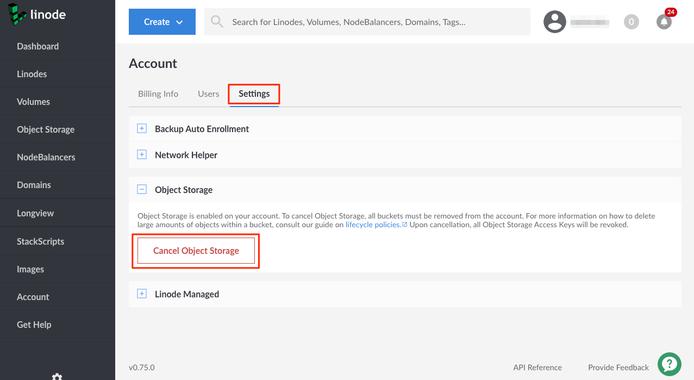 linode
Create
Search for Linodes, Volumes, NodeBalancers, Domains, Tags...
0
24
Dashboard
Linodes
Volumes
Object Storage
NodeBalancers
Domains
Longview
StackScripts
Images
Account
Get Help
Account
Billing Info
Users
Settings
Backup Auto Enrollment
Network Helper
Object Storage
Object Storage is enabled on your account. To cancel Object Storage, all buckets must be removed from the account. For more information on how to delete
large amounts of objects within a bucket, consult our guide on lifecycle policies. Upon cancellation, all Object Storage Access Keys will be revoked.
Cancel Object Storage
Linode Managed
v0.75.0
API Reference
Provide Feedback
?